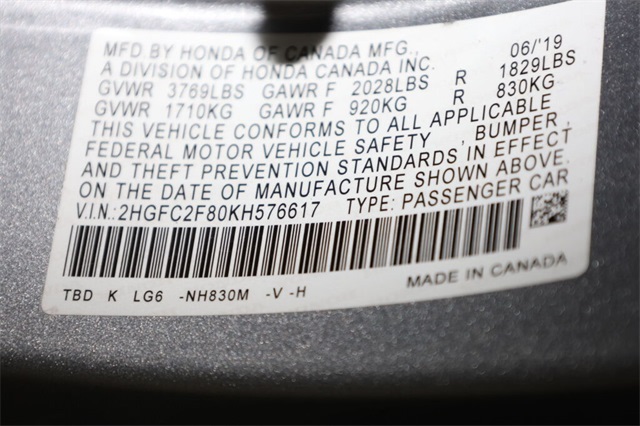 MFD BY HONDA OF CANADA MFG., 06/'19
A DIVISION OF HONDA CANADA INC.
GVWR 3769LBS GAWR F 2028LBS R 1829LBS
GVWR 1710KG GAWR F 920KG R 830KG
THIS VEHICLE CONFORMS TO ALL APPLICABLE
FEDERAL MOTOR VEHICLE SAFETY , BUMPER ,
AND THEFT PREVENTION STANDARDS IN EFFECT
ON THE DATE OF MANUFACTURE SHOWN ABOVE.
V.I.N.:2HGFC2F80KH576617 TYPE: PASSENGER CAR
TBD K LG6 -NH830M -V -H MADE IN CANADA